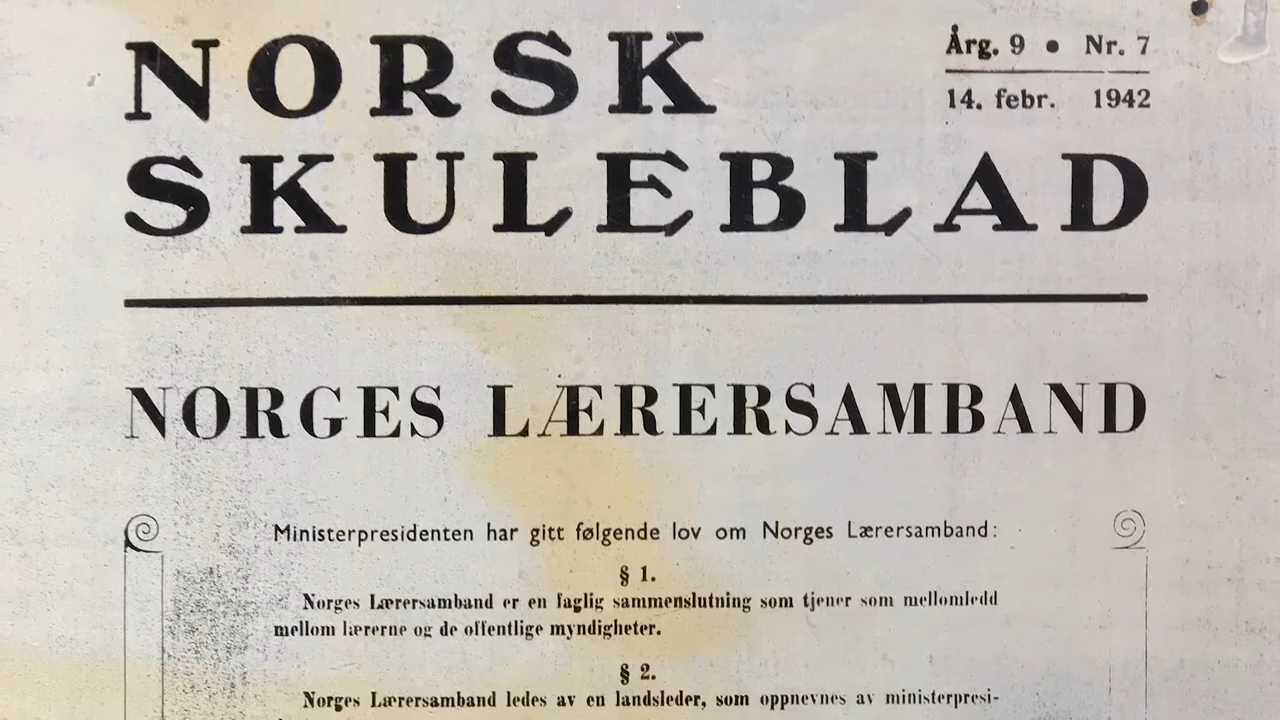 NORSK
Årg. 9 • Nr. 7
14. febr. 1942
SKULEBLAD
NORGES LÆRERSAMBAND
Ministerpresidenten har gitt følgende lov om Norges Lærersamband:
§ 1.
Norges Lærersamband er en faglig sammenslutning som tjener som mellomledd
mellom lærerne og de offentlige myndigheter.
§ 2.
Norges Lærersamband ledes av en landsleder, som oppnevnes av ministerpresi-